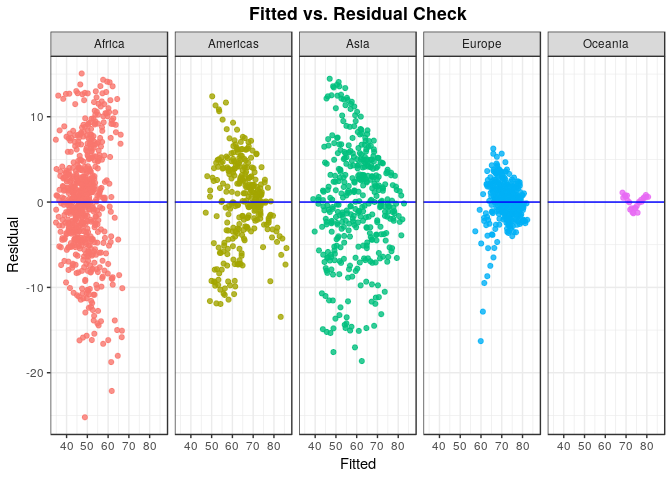 Fitted vs. Residual Check
Africa Americas Asia Europe Oceania
10
0
-10
-20
Residual
40 50 60 70 80 40 50 60 70 80 40 50 60 70 80 40 50 60 70 80 40 50 60 70 80
Fitted